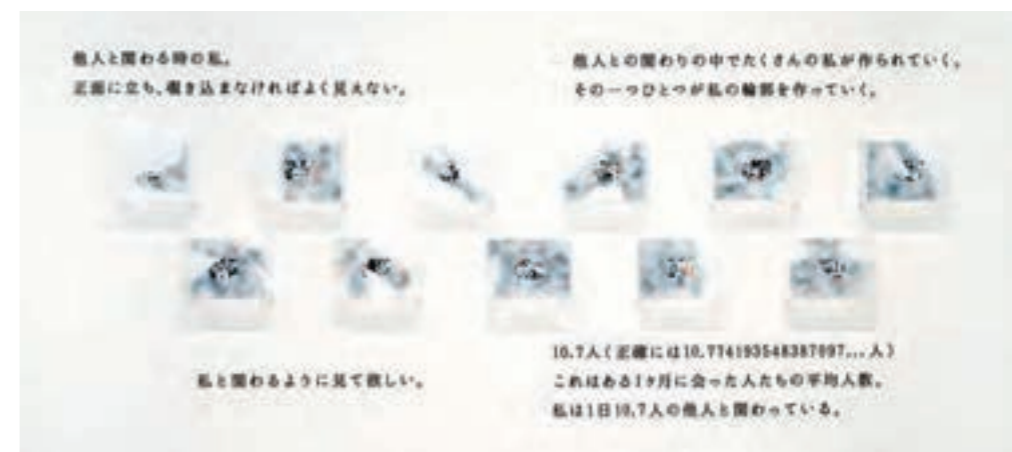 他人と関わる時の私。
正面に立ち、覗き込まなければよく見えない。
他人との関わりの中でたくさんの私が作られていく。
その一つひとつが私の輪郭を作っていく。
私と関わるように見て欲しい。
10.7人(正確には10.774193548387097...人)
これはある1ヶ月に会った人たちの平均人数。
私は1日10.7人の他人と関わっている。